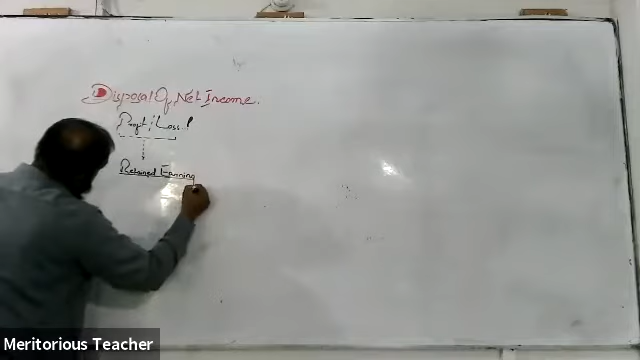 Disposal Of Net Income.
Profit / Loss !
Retained Earning
Meritorious Teacher